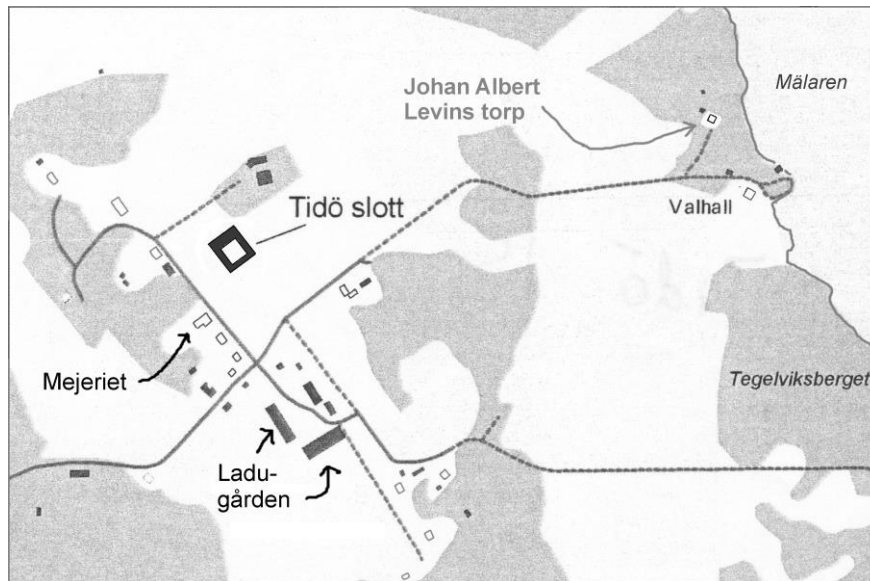 Mälaren
Johan Albert
Levins torp
Tidö slott
Valhall
Mejeriet
Tegelviksberget
Ladu-
gården